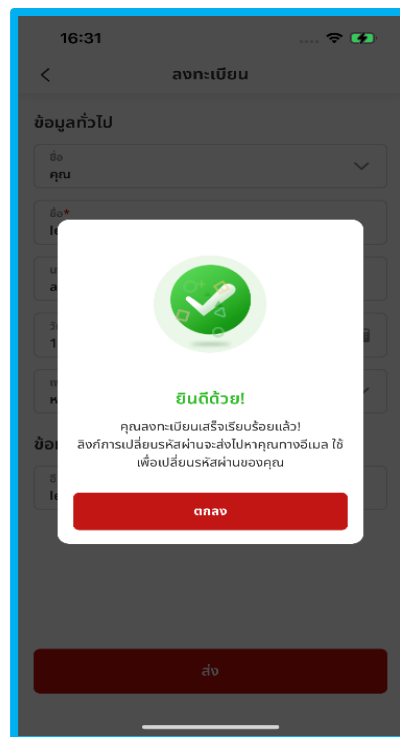 16:31
ลงทะเบียน
ข้อมูลทั่วไป
ชื่อ
คุณ
ชื่อ*
ยินดีด้วย!
คุณลงทะเบียนเสร็จเรียบร้อยแล้ว!
ลิงก์การเปลี่ยนรหัสผ่านจะส่งไปหาคุณทางอีเมล ใช้
เพื่อเปลี่ยนรหัสผ่านของคุณ
ตกลง
ส่ง